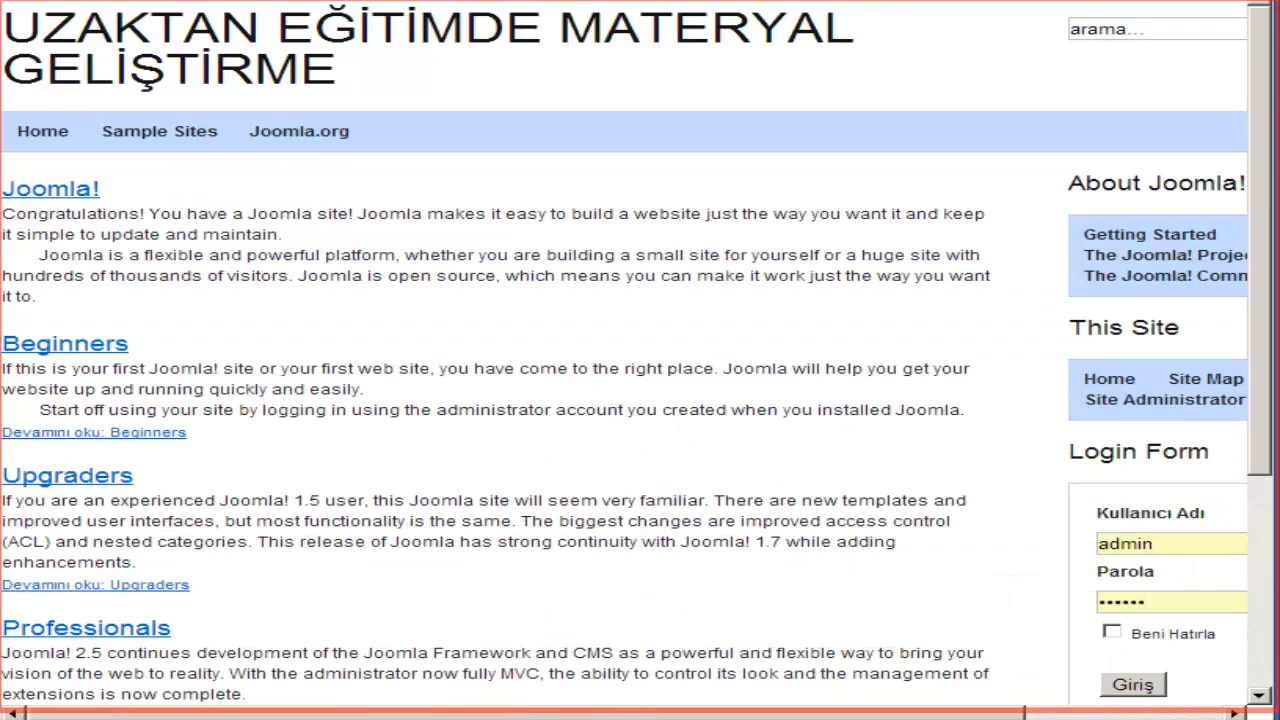 UZAKTAN EĞİTİMDE MATERYAL
GELİŞTİRME
arama...
Home Sample Sites Joomla.org
Joomla!
Congratulations! You have a Joomla site! Joomla makes it easy to build a website just the way you want it and keep
it simple to update and maintain.
Joomla is a flexible and powerful platform, whether you are building a small site for yourself or a huge site with
hundreds of thousands of visitors. Joomla is open source, which means you can make it work just the way you want
it to.
Beginners
If this is your first Joomla! site or your first web site, you have come to the right place. Joomla will help you get your
website up and running quickly and easily.
Start off using your site by logging in using the administrator account you created when you installed Joomla.
Devamını oku: Beginners
Upgraders
If you are an experienced Joomla! 1.5 user, this Joomla site will seem very familiar. There are new templates and
improved user interfaces, but most functionality is the same. The biggest changes are improved access control
(ACL) and nested categories. This release of Joomla has strong continuity with Joomla! 1.7 while adding
enhancements.
Devamını oku: Upgraders
Professionals
Joomla! 2.5 continues development of the Joomla Framework and CMS as a powerful and flexible way to bring your
vision of the web to reality. With the administrator now fully MVC, the ability to control its look and the management of
extensions is now complete.
About Joomla!
Getting Started
The Joomla!
The Joomla!
This Site
Home Site Map
Site Administrator
Login Form
Kullanıcı Adı
admin
Parola
••••••
Beni Hatırla
Giriş